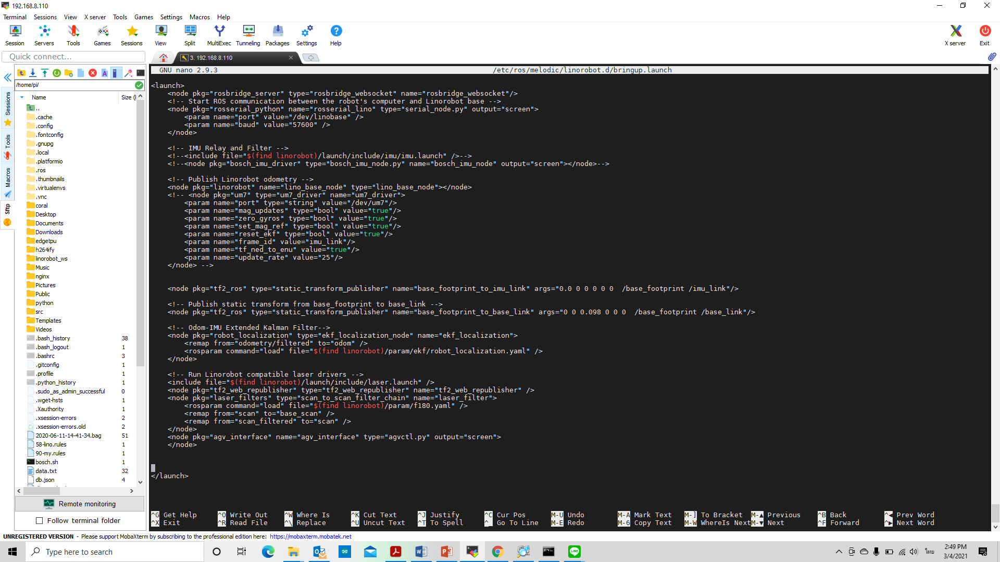 192.168.8.110
Terminal Sessions View X server Tools Games Settings Macros Help
Session Servers Tools Games Sessions View Split MultiExec Tunneling Packages Settings Help X server Exit
Quick connect...
3. 192.168.8.110
/home/pi/
Name Size (
..
.cache
.config
.fontconfig
.gnupg
.local
.platformio
.ros
.thumbnails
.virtualenvs
.vnc
coral
Desktop
Documents
Downloads
edgetpu
h264ify
linorobot_ws
Music
nginx
Pictures
Public
python
src
Templates
Videos
.bash_history 38
.bash_logout 1
.bashrc 3
.gitconfig 1
.profile 1
.python_history 1
.sudo_as_admin_successful 0
.wget-hsts 1
.Xauthority 1
.xsession-errors 2
.xsession-errors.old 2
2020-06-11-14-41-34.bag 51
58-lino.rules 1
90-my.rules 1
bosch.sh 1
data.txt 32
db.json 4
Sessions
Tools
Macros
Sftp
Remote monitoring
Follow terminal folder
GNU nano 2.9.3 /etc/ros/melodic/linorobot.d/bringup.launch
<launch>
<node pkg="rosbridge_server" type="rosbridge_websocket" name="rosbridge_websocket"/>
<!-- Start ROS communication between the robot's computer and Linorobot base -->
<node pkg="rosserial_python" name="rosserial_lino" type="serial_node.py" output="screen">
<param name="port" value="/dev/linobase" />
<param name="baud" value="57600" />
</node>
<!-- IMU Relay and Filter -->
<!--<include file="$(find linorobot)/launch/include/imu/imu.launch" />-->
<!--<node pkg="bosch_imu_driver" type="bosch_imu_node.py" name="bosch_imu_node" output="screen"></node>-->
<!-- Publish Linorobot odometry -->
<node pkg="linorobot" name="lino_base_node" type="lino_base_node"></node>
<!-- <node pkg="um7" type="um7_driver" name="um7_driver">
<param name="port" type="string" value="/dev/um7"/>
<param name="mag_updates" type="bool" value="true"/>
<param name="zero_gyros" type="bool" value="true"/>
<param name="set_mag_ref" type="bool" value="true"/>
<param name="reset_ekf" type="bool" value="true"/>
<param name="frame_id" value="imu_link"/>
<param name="tf_ned_to_enu" value="true"/>
<param name="update_rate" value="25"/>
</node> -->
<node pkg="tf2_ros" type="static_transform_publisher" name="base_footprint_to_imu_link" args="0.0 0 0 0 0 0  /base_footprint /imu_link"/>
<!-- Publish static transform from base_footprint to base_link -->
<node pkg="tf2_ros" type="static_transform_publisher" name="base_footprint_to_base_link" args="0 0 0.098 0 0 0  /base_footprint /base_link"/>
<!-- Odom-IMU Extended Kalman Filter-->
<node pkg="robot_localization" type="ekf_localization_node" name="ekf_localization">
<remap from="odometry/filtered" to="odom" />
<rosparam command="load" file="$(find linorobot)/param/ekf/robot_localization.yaml" />
</node>
<!-- Run Linorobot compatible laser drivers -->
<include file="$(find linorobot)/launch/include/laser.launch" />
<node pkg="tf2_web_republisher" type="tf2_web_republisher" name="tf2_web_republisher" />
<node pkg="laser_filters" type="scan_to_scan_filter_chain" name="laser_filter">
<rosparam command="load" file="$(find linorobot)/param/f180.yaml" />
<remap from="scan" to="base_scan" />
<remap from="scan_filtered" to="scan" />
</node>
<node pkg="agv_interface" name="agv_interface" type="agvctl.py" output="screen">
</node>
</launch>
^G Get Help ^O Write Out ^W Where Is ^K Cut Text ^J Justify ^C Cur Pos M-U Undo M-A Mark Text M-] To Bracket M-▲ Previous ^B Back ^◄ Prev Word
^X Exit ^R Read File ^\ Replace ^U Uncut Text ^T To Spell ^_ Go To Line M-E Redo M-6 Copy Text M-W WhereIs Next M-▼ Next ^F Forward ^► Next Word
UNREGISTERED VERSION - Please support MobaXterm by subscribing to the professional edition here: https://mobaxterm.mobatek.net
Type here to search
ไทย
2:49 PM
3/4/2021